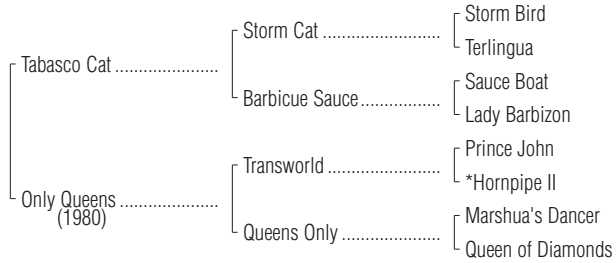 Storm Bird
Storm Cat ......................
Terlingua
Tabasco Cat ...................
Sauce Boat
Barbicue Sauce ...............
Lady Barbizon
Prince John
Transworld .....................
*Hornpipe II
Only Queens ..................
(1980)
Marshua's Dancer
Queens Only ..................
Queen of Diamonds